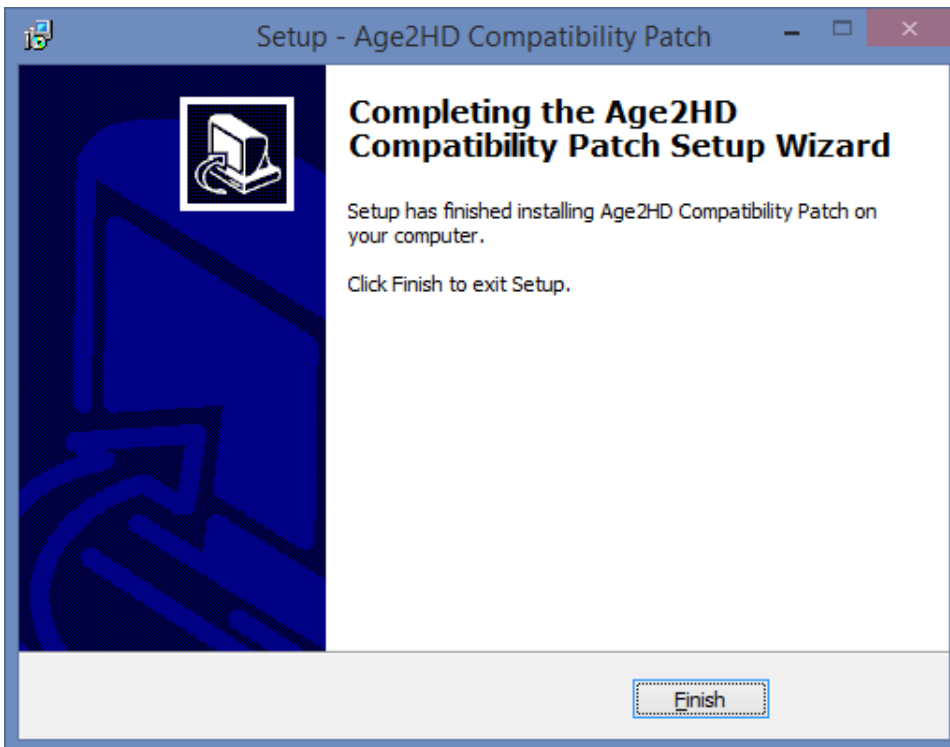 Setup - Age2HD Compatibility Patch
Completing the Age2HD
Compatibility Patch Setup Wizard
Setup has finished installing Age2HD Compatibility Patch on
your computer.
Click Finish to exit Setup.
Finish